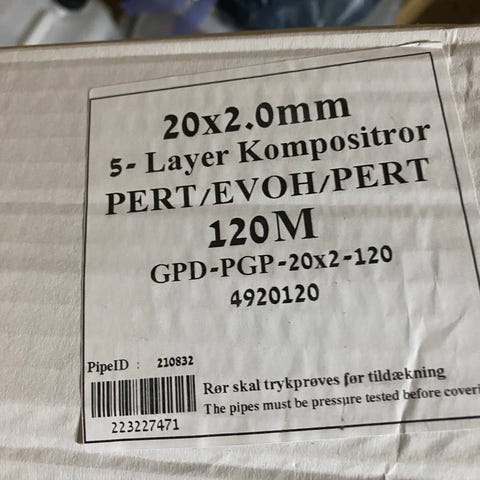 20x2.0mm
5- Layer Kompositror
PERT/EVOH/PERT
120M
GPD-PGP-20x2-120
4920120
PipeID : 210832
223227471
Rør skal trykprøves før tildækning
The pipes must be pressure tested before